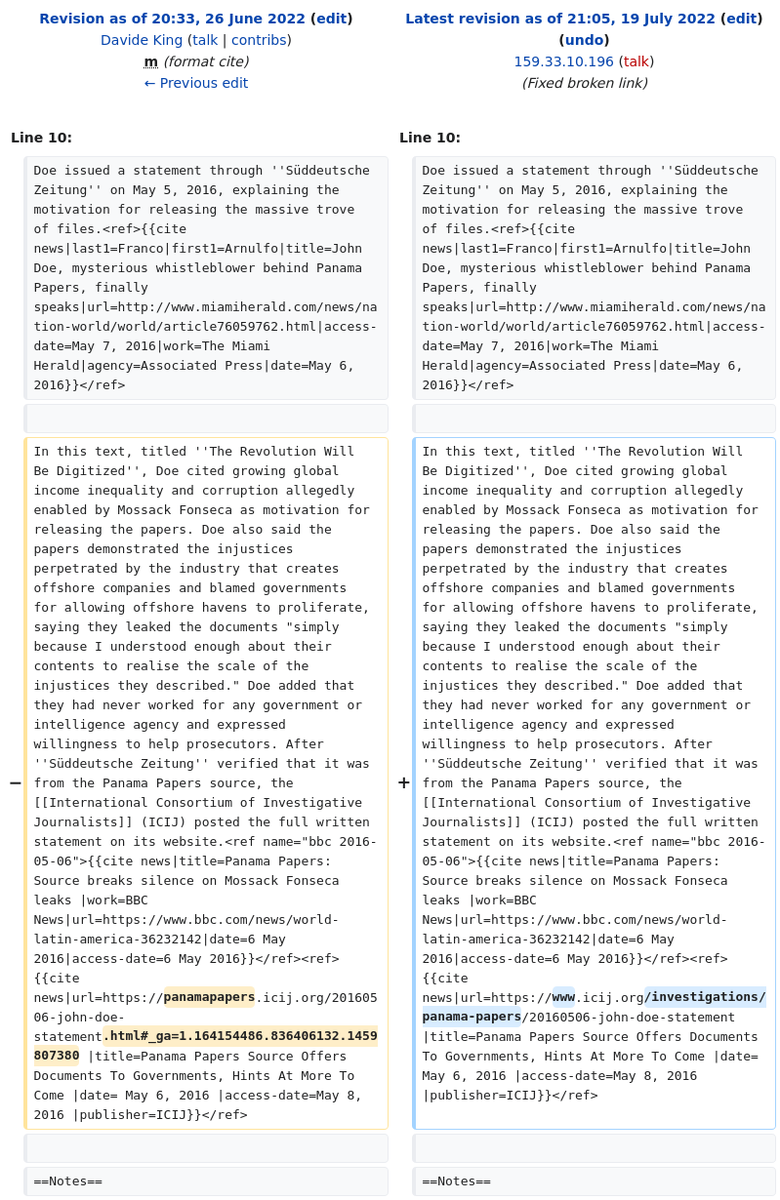 Revision as of 20:33, 26 June 2022 (edit)
Davide King (talk | contribs)
m (format cite)
← Previous edit
Latest revision as of 21:05, 19 July 2022 (edit)
(undo)
159.33.10.196 (talk)
(Fixed broken link)
Line 10:
Line 10:
Doe issued a statement through ''Süddeutsche
Zeitung'' on May 5, 2016, explaining the
motivation for releasing the massive trove
of files.<ref>{{cite
news|last1=Franco|first1=Arnulfo|title=John
Doe, mysterious whistleblower behind Panama
Papers, finally
speaks|url=http://www.miamiherald.com/news/na
tion-world/world/article76059762.html|access-
date=May 7, 2016|work=The Miami
Herald|agency=Associated Press|date=May 6,
2016}}</ref>
Doe issued a statement through ''Süddeutsche
Zeitung'' on May 5, 2016, explaining the
motivation for releasing the massive trove
of files.<ref>{{cite
news|last1=Franco|first1=Arnulfo|title=John
Doe, mysterious whistleblower behind Panama
Papers, finally
speaks|url=http://www.miamiherald.com/news/na
tion-world/world/article76059762.html|access-
date=May 7, 2016|work=The Miami
Herald|agency=Associated Press|date=May 6,
2016}}</ref>
−
In this text, titled ''The Revolution Will
Be Digitized'', Doe cited growing global
income inequality and corruption allegedly
enabled by Mossack Fonseca as motivation for
releasing the papers. Doe also said the
papers demonstrated the injustices
perpetrated by the industry that creates
offshore companies and blamed governments
for allowing offshore havens to proliferate,
saying they leaked the documents "simply
because I understood enough about their
contents to realise the scale of the
injustices they described." Doe added that
they had never worked for any government or
intelligence agency and expressed
willingness to help prosecutors. After
''Süddeutsche Zeitung'' verified that it was
from the Panama Papers source, the
[[International Consortium of Investigative
Journalists]] (ICIJ) posted the full written
statement on its website.<ref name="bbc 2016-
05-06">{{cite news|title=Panama Papers:
Source breaks silence on Mossack Fonseca
leaks |work=BBC
News|url=https://www.bbc.com/news/world-
latin-america-36232142|date=6 May
2016|access-date=6 May 2016}}</ref><ref>
{{cite
news|url=https://panamapapers.icij.org/201605
06-john-doe-
statement.html#_ga=1.164154486.836406132.1459
807380 |title=Panama Papers Source Offers
Documents To Governments, Hints At More To
Come |date= May 6, 2016 |access-date=May 8,
2016 |publisher=ICIJ}}</ref>
+
In this text, titled ''The Revolution Will
Be Digitized'', Doe cited growing global
income inequality and corruption allegedly
enabled by Mossack Fonseca as motivation for
releasing the papers. Doe also said the
papers demonstrated the injustices
perpetrated by the industry that creates
offshore companies and blamed governments
for allowing offshore havens to proliferate,
saying they leaked the documents "simply
because I understood enough about their
contents to realise the scale of the
injustices they described." Doe added that
they had never worked for any government or
intelligence agency and expressed
willingness to help prosecutors. After
''Süddeutsche Zeitung'' verified that it was
from the Panama Papers source, the
[[International Consortium of Investigative
Journalists]] (ICIJ) posted the full written
statement on its website.<ref name="bbc 2016-
05-06">{{cite news|title=Panama Papers:
Source breaks silence on Mossack Fonseca
leaks |work=BBC
News|url=https://www.bbc.com/news/world-
latin-america-36232142|date=6 May
2016|access-date=6 May 2016}}</ref><ref>
{{cite
news|url=https://www.icij.org/investigations/
panama-papers/20160506-john-doe-statement
|title=Panama Papers Source Offers Documents
To Governments, Hints At More To Come |date=
May 6, 2016 |access-date=May 8, 2016
|publisher=ICIJ}}</ref>
==Notes==
==Notes==